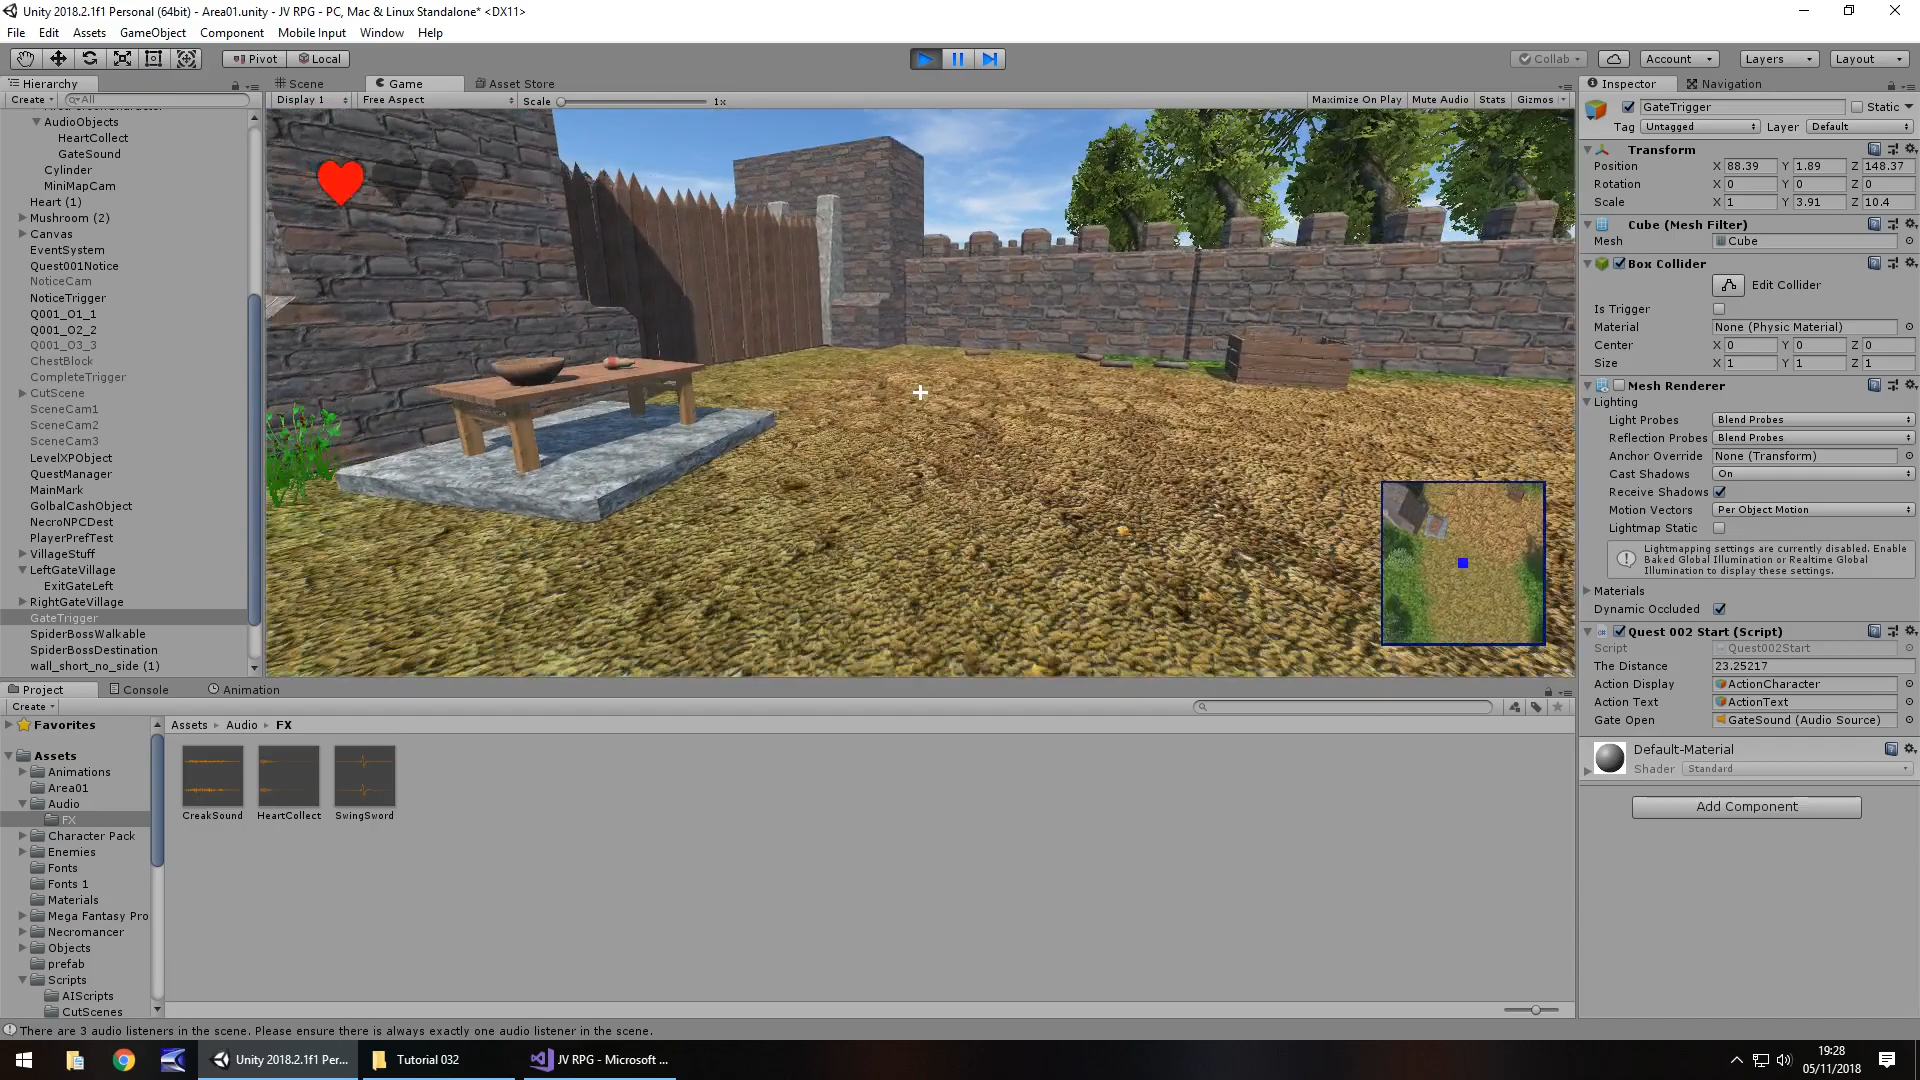 Unity 2018.2.1f1 Personal (64bit) - Area01.unity - JV RPG - PC, Mac & Linux Standalone* <DX11>
File Edit Assets GameObject Component Mobile Input Window Help
Pivot Local Collab Account Layers Layout
Hierarchy Scene Game Asset Store Inspector Navigation
Create All Display 1 Free Aspect Scale 1x Maximize On Play Mute Audio Stats Gizmos
AudioObjects
HeartCollect
GateSound
Cylinder
MiniMapCam
Heart (1)
Mushroom (2)
Canvas
EventSystem
Quest001Notice
NoticeCam
NoticeTrigger
Q001_O1_1
Q001_O2_2
Q001_O3_3
ChestBlock
CompleteTrigger
CutScene
SceneCam1
SceneCam2
SceneCam3
LevelXPObject
QuestManager
MainMark
GolbalCashObject
NecroNPCDest
PlayerPrefTest
VillageStuff
LeftGateVillage
ExitGateLeft
RightGateVillage
GateTrigger
SpiderBossWalkable
SpiderBossDestination
wall_short_no_side (1)
GateTrigger Static
Tag Untagged Layer Default
Transform
Position X 88.39 Y 1.89 Z 148.37
Rotation X 0 Y 0 Z 0
Scale X 1 Y 3.91 Z 10.4
Cube (Mesh Filter)
Mesh Cube
Box Collider
Edit Collider
Is Trigger
Material None (Physic Material)
Center X 0 Y 0 Z 0
Size X 1 Y 1 Z 1
Mesh Renderer
Lighting
Light Probes Blend Probes
Reflection Probes Blend Probes
Anchor Override None (Transform)
Cast Shadows On
Receive Shadows
Motion Vectors Per Object Motion
Lightmap Static
Lightmapping settings are currently disabled. Enable
Baked Global Illumination or Realtime Global
Illumination to display these settings.
Materials
Dynamic Occluded
Quest 002 Start (Script)
Script Quest002Start
The Distance 23.25217
Action Display ActionCharacter
Action Text ActionText
Gate Open GateSound (Audio Source)
Default-Material
Shader Standard
Add Component
Project Console Animation
Create
Favorites
Assets
Animations
Area01
Audio
FX
Character Pack
Enemies
Fonts
Fonts 1
Materials
Mega Fantasy Pro
Necromancer
Objects
prefab
Scripts
AIScripts
CutScenes
Assets Audio FX
CreakSound HeartCollect SwingSword
There are 3 audio listeners in the scene. Please ensure there is always exactly one audio listener in the scene.
Unity 2018.2.1f1 Per... Tutorial 032 JV RPG - Microsoft ...
19:28
05/11/2018